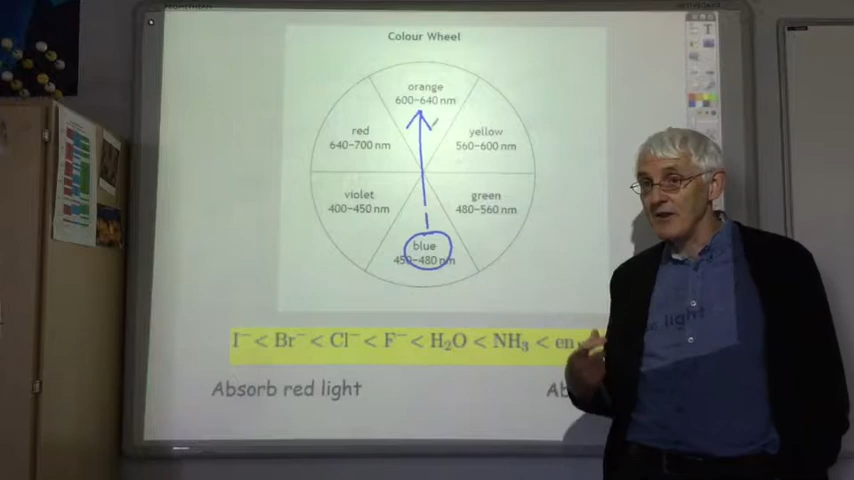 Colour Wheel
orange
600–640 nm
red
640–700 nm
yellow
560–600 nm
violet
400–450 nm
green
480–560 nm
blue
450–480 nm
I⁻ < Br⁻ < Cl⁻ < F⁻ < H₂O < NH₃ < en
Absorb red light
light